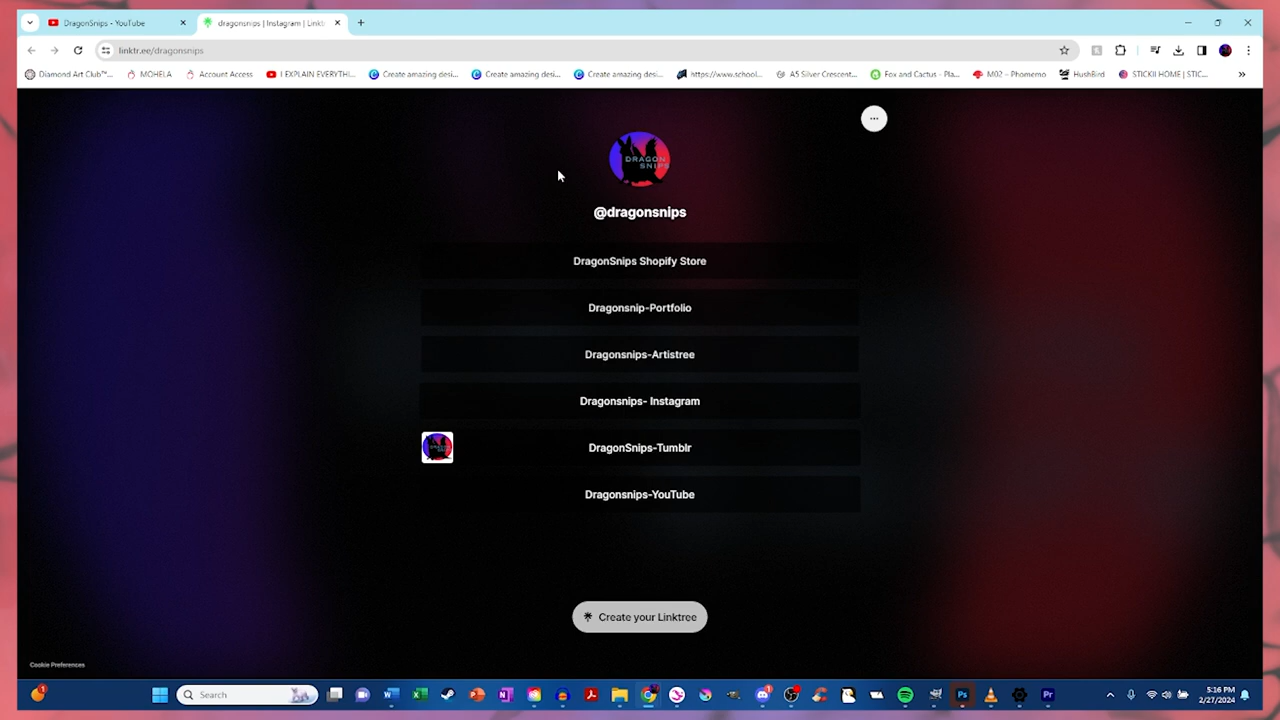 DragonSnips - YouTube
dragonsnips | Instagram | Linkt
linktr.ee/dragonsnips
Diamond Art Club™...
MOHELA
Account Access
I EXPLAIN EVERYTHI...
Create amazing desi...
Create amazing desi...
Create amazing desi...
https://www.school...
A5 Silver Crescent...
Fox and Cactus - Pla...
M02 – Phomemo
HushBird
STICKII HOME | STIC...
DRAGON
SNIPS
@dragonsnips
DragonSnips Shopify Store
Dragonsnip-Portfolio
Dragonsnips-Artistree
Dragonsnips- Instagram
DragonSnips-Tumblr
Dragonsnips-YouTube
Create your Linktree
Cookie Preferences
Search
5:16 PM
2/27/2024